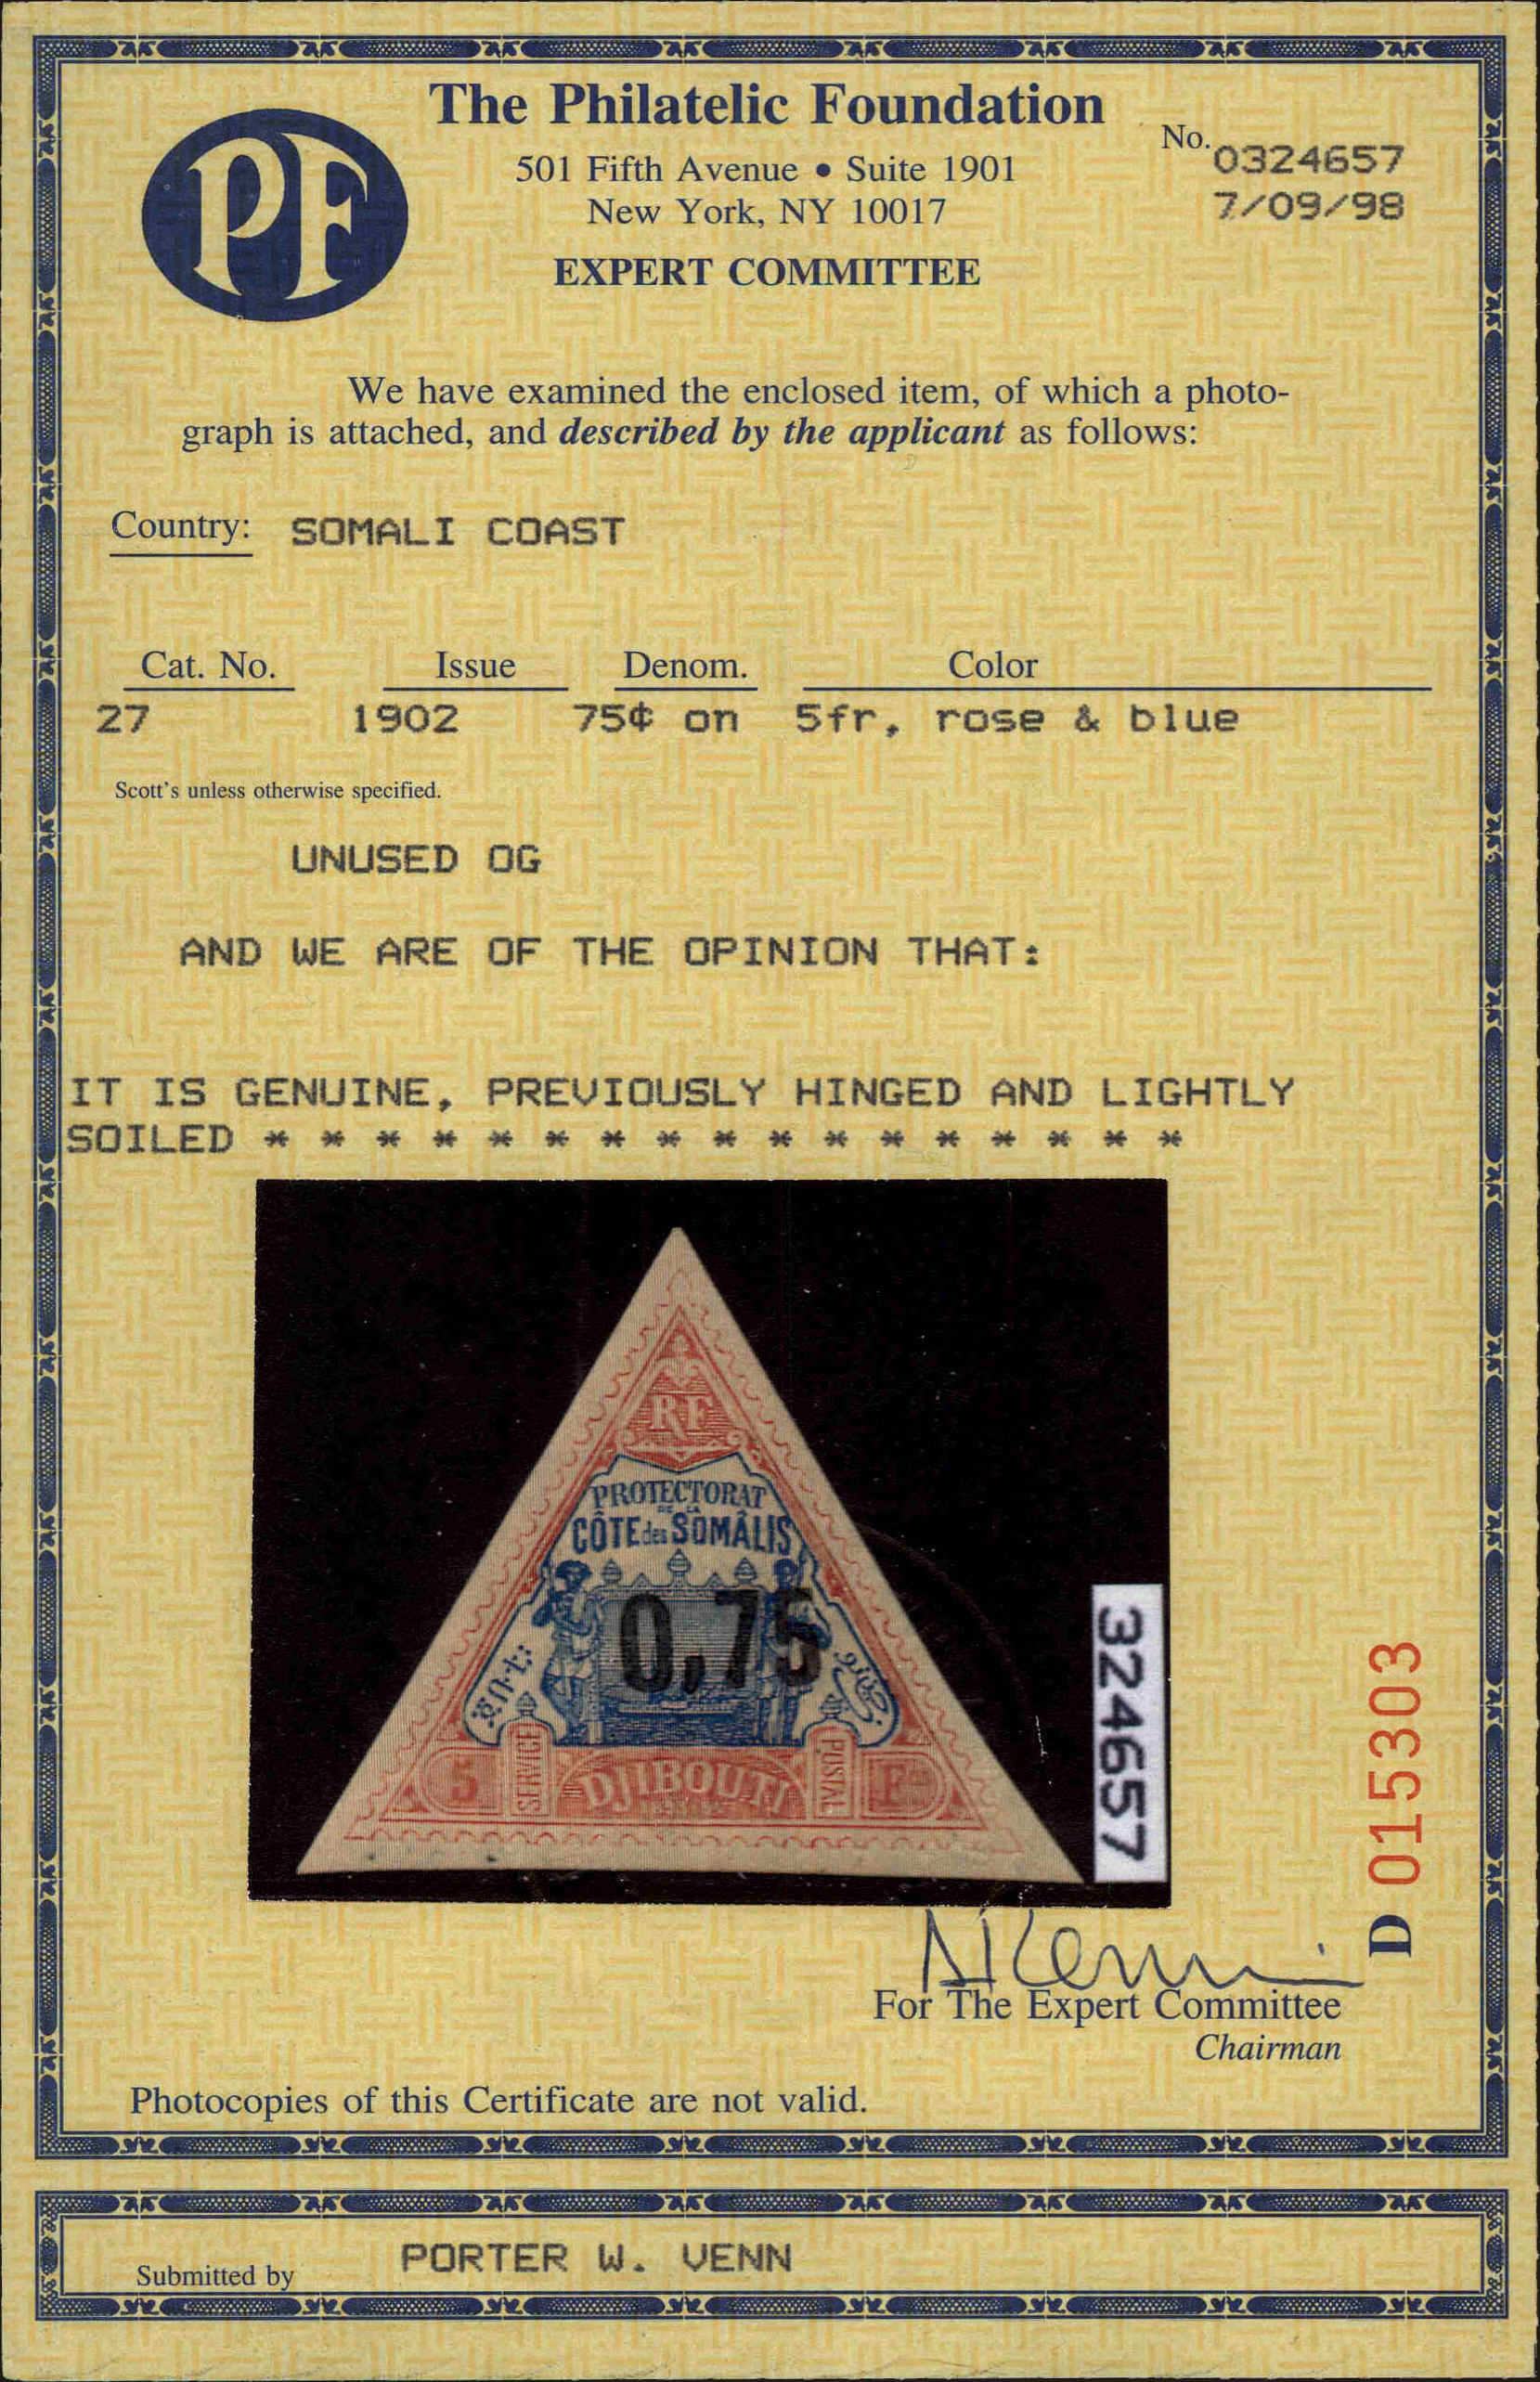 PF
The Philatelic Foundation
501 Fifth Avenue • Suite 1901
New York, NY 10017
EXPERT COMMITTEE
No. 0324657
7/09/98
We have examined the enclosed item, of which a photo-
graph is attached, and described by the applicant as follows:
Country: SOMALI COAST
Cat. No. Issue Denom. Color
27 1902 75¢ on 5fr, rose & blue
Scott's unless otherwise specified.
UNUSED OG
AND WE ARE OF THE OPINION THAT:
IT IS GENUINE, PREVIOUSLY HINGED AND LIGHTLY
SOILED * * * * * * * * * * * * * * * * *
RF
PROTECTORAT
DE LA
CÔTE des SOMÂLIS
0,75
5 SERVICE DJIBOUTI POSTAL F
324657
D 015303
For The Expert Committee
Chairman
Photocopies of this Certificate are not valid.
Submitted by PORTER W. VENN